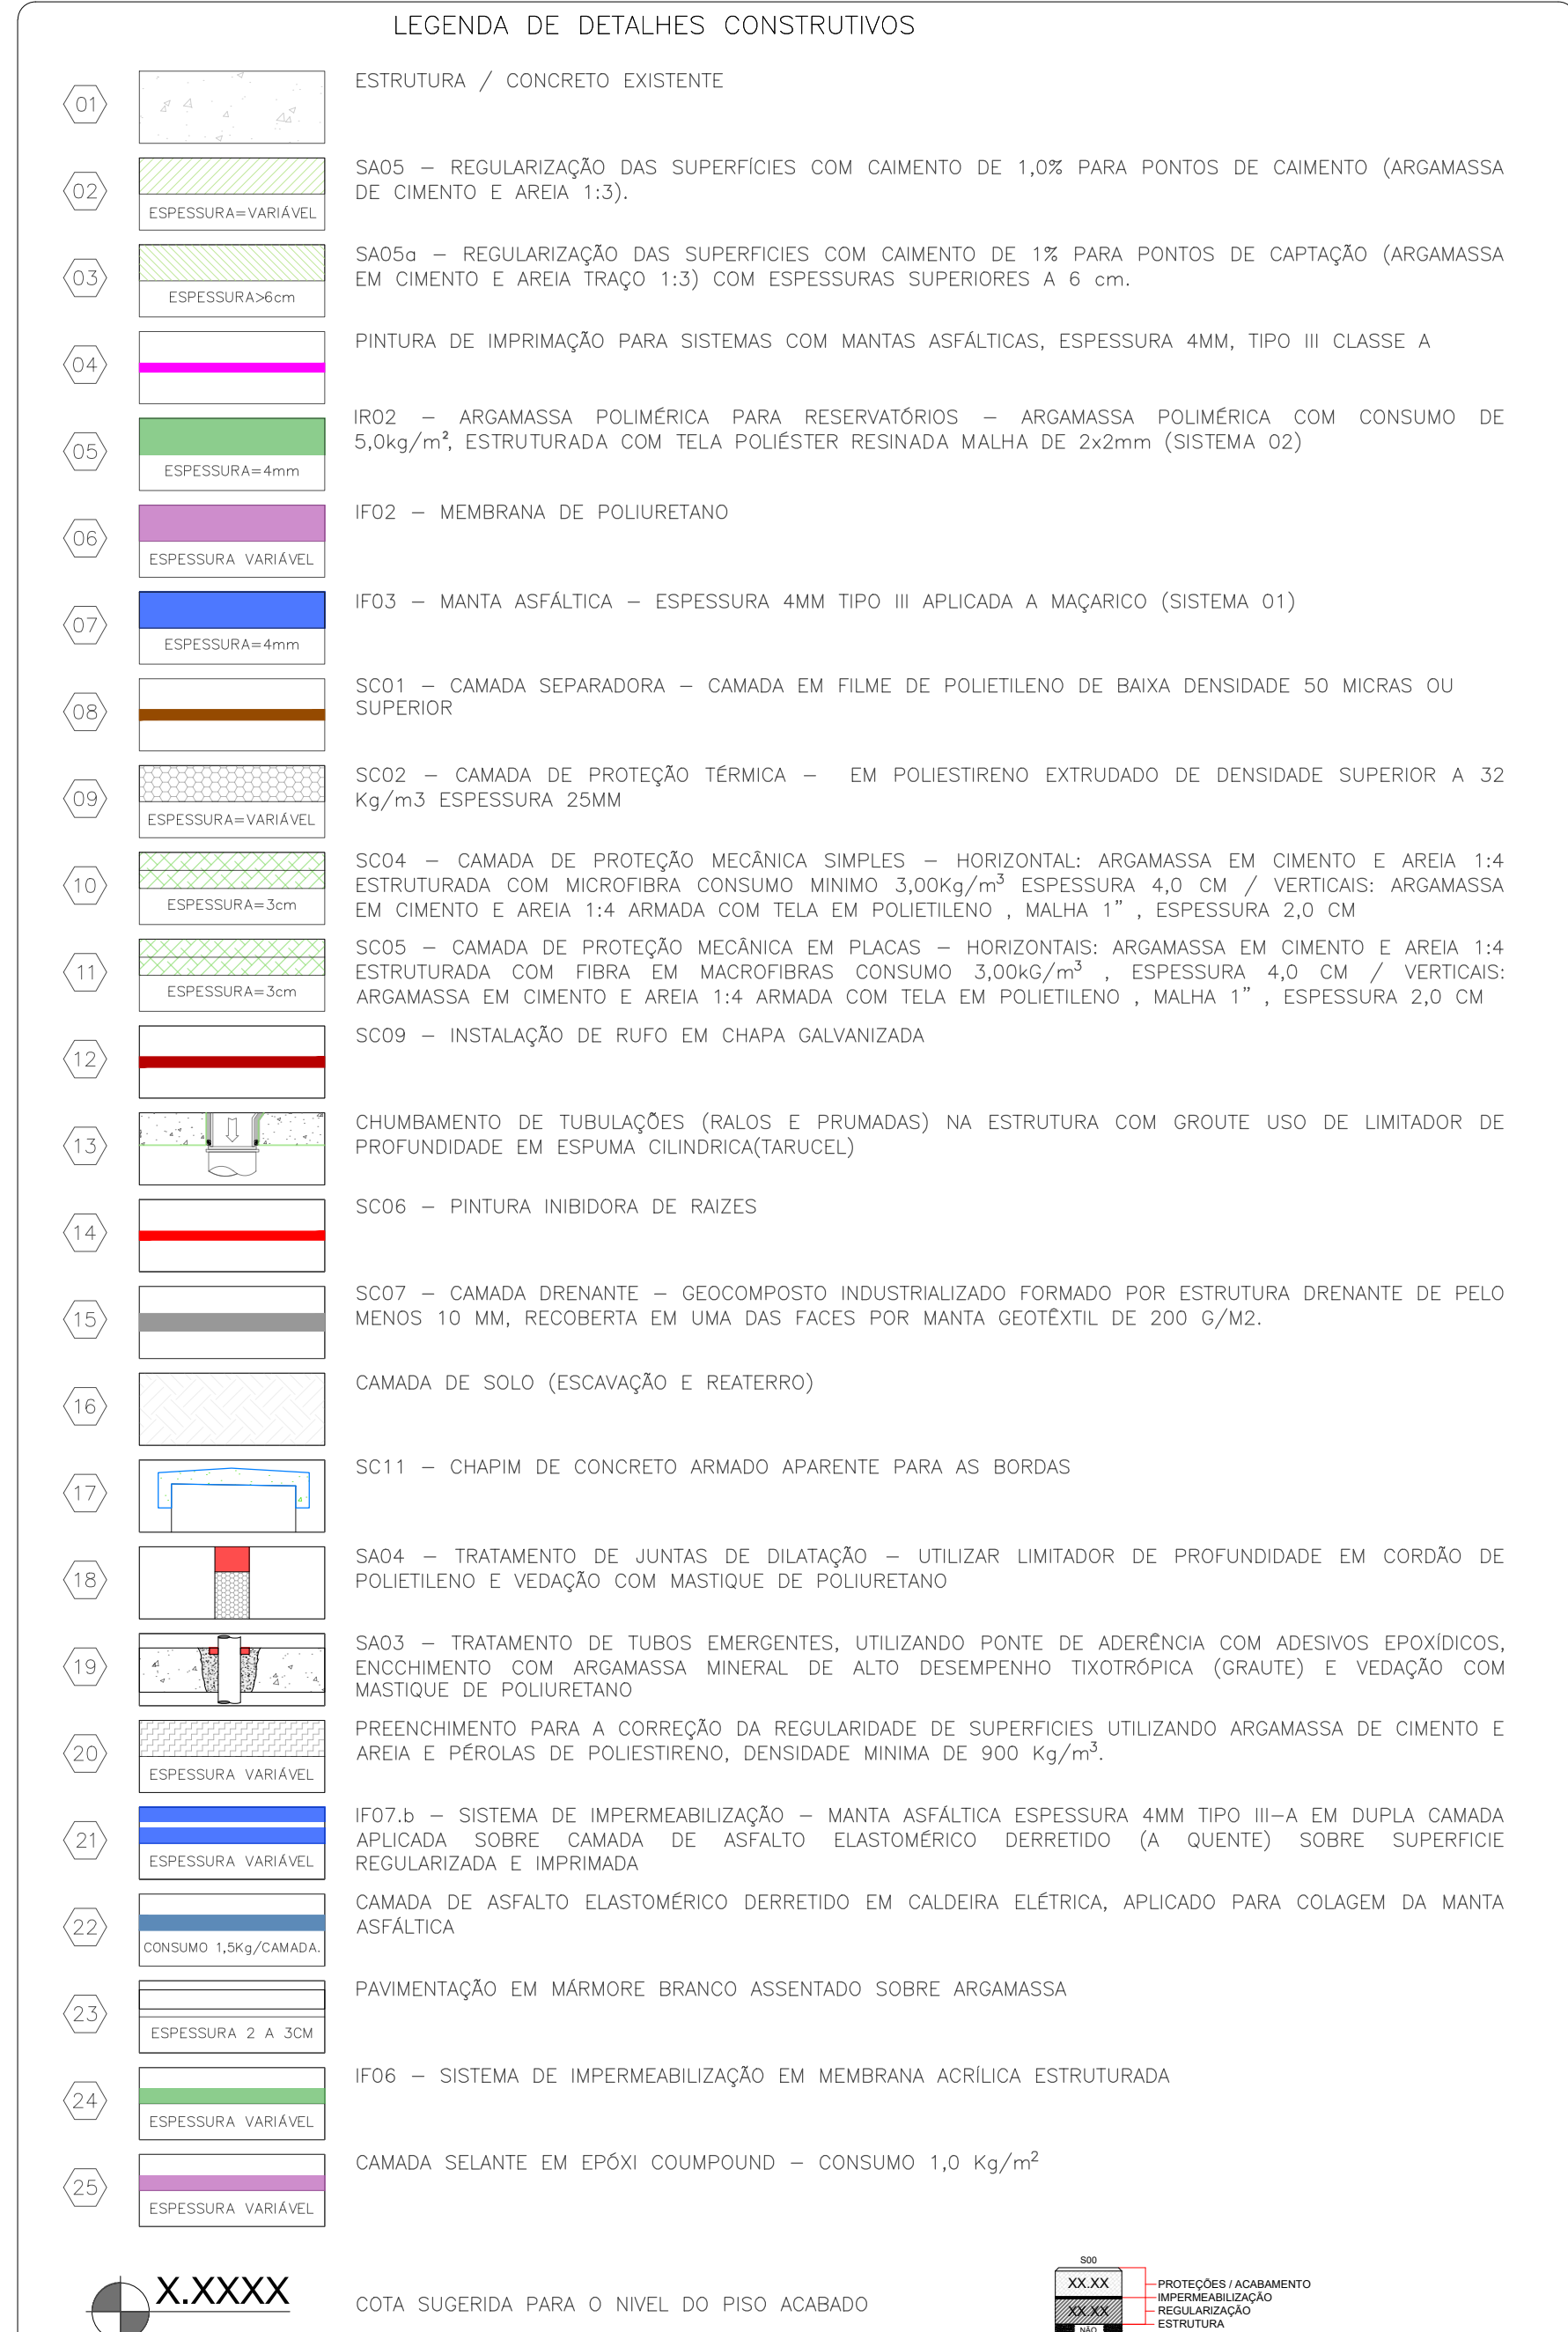 LEGENDA DE DETALHES CONSTRUTIVOS
01
ESTRUTURA / CONCRETO EXISTENTE
02
ESPESSURA=VARIÁVEL
SA05 – REGULARIZAÇÃO DAS SUPERFÍCIES COM CAIMENTO DE 1,0% PARA PONTOS DE CAIMENTO (ARGAMASSA
DE CIMENTO E AREIA 1:3).
03
ESPESSURA>6cm
SA05a – REGULARIZAÇÃO DAS SUPERFICIES COM CAIMENTO DE 1% PARA PONTOS DE CAPTAÇÃO (ARGAMASSA
EM CIMENTO E AREIA TRAÇO 1:3) COM ESPESSURAS SUPERIORES A 6 cm.
04
PINTURA DE IMPRIMAÇÃO PARA SISTEMAS COM MANTAS ASFÁLTICAS, ESPESSURA 4MM, TIPO III CLASSE A
05
ESPESSURA=4mm
IR02 – ARGAMASSA POLIMÉRICA PARA RESERVATÓRIOS – ARGAMASSA POLIMÉRICA COM CONSUMO DE
5,0kg/m², ESTRUTURADA COM TELA POLIÉSTER RESINADA MALHA DE 2x2mm (SISTEMA 02)
06
ESPESSURA VARIÁVEL
IF02 – MEMBRANA DE POLIURETANO
07
ESPESSURA=4mm
IF03 – MANTA ASFÁLTICA – ESPESSURA 4MM TIPO III APLICADA A MAÇARICO (SISTEMA 01)
08
SC01 – CAMADA SEPARADORA – CAMADA EM FILME DE POLIETILENO DE BAIXA DENSIDADE 50 MICRAS OU
SUPERIOR
09
ESPESSURA=VARIÁVEL
SC02 – CAMADA DE PROTEÇÃO TÉRMICA – EM POLIESTIRENO EXTRUDADO DE DENSIDADE SUPERIOR A 32
Kg/m3 ESPESSURA 25MM
10
ESPESSURA=3cm
SC04 – CAMADA DE PROTEÇÃO MECÂNICA SIMPLES – HORIZONTAL: ARGAMASSA EM CIMENTO E AREIA 1:4
ESTRUTURADA COM MICROFIBRA CONSUMO MINIMO 3,00Kg/m³ ESPESSURA 4,0 CM / VERTICAIS: ARGAMASSA
EM CIMENTO E AREIA 1:4 ARMADA COM TELA EM POLIETILENO , MALHA 1” , ESPESSURA 2,0 CM
11
ESPESSURA=3cm
SC05 – CAMADA DE PROTEÇÃO MECÂNICA EM PLACAS – HORIZONTAIS: ARGAMASSA EM CIMENTO E AREIA 1:4
ESTRUTURADA COM FIBRA EM MACROFIBRAS CONSUMO 3,00kG/m³ , ESPESSURA 4,0 CM / VERTICAIS:
ARGAMASSA EM CIMENTO E AREIA 1:4 ARMADA COM TELA EM POLIETILENO , MALHA 1” , ESPESSURA 2,0 CM
12
SC09 – INSTALAÇÃO DE RUFO EM CHAPA GALVANIZADA
13
CHUMBAMENTO DE TUBULAÇÕES (RALOS E PRUMADAS) NA ESTRUTURA COM GROUTE USO DE LIMITADOR DE
PROFUNDIDADE EM ESPUMA CILINDRICA(TARUCEL)
14
SC06 – PINTURA INIBIDORA DE RAIZES
15
SC07 – CAMADA DRENANTE – GEOCOMPOSTO INDUSTRIALIZADO FORMADO POR ESTRUTURA DRENANTE DE PELO
MENOS 10 MM, RECOBERTA EM UMA DAS FACES POR MANTA GEOTÊXTIL DE 200 G/M2.
16
CAMADA DE SOLO (ESCAVAÇÃO E REATERRO)
17
SC11 – CHAPIM DE CONCRETO ARMADO APARENTE PARA AS BORDAS
18
SA04 – TRATAMENTO DE JUNTAS DE DILATAÇÃO – UTILIZAR LIMITADOR DE PROFUNDIDADE EM CORDÃO DE
POLIETILENO E VEDAÇÃO COM MASTIQUE DE POLIURETANO
19
SA03 – TRATAMENTO DE TUBOS EMERGENTES, UTILIZANDO PONTE DE ADERÊNCIA COM ADESIVOS EPOXÍDICOS,
ENCCHIMENTO COM ARGAMASSA MINERAL DE ALTO DESEMPENHO TIXOTRÓPICA (GRAUTE) E VEDAÇÃO COM
MASTIQUE DE POLIURETANO
20
ESPESSURA VARIÁVEL
PREENCHIMENTO PARA A CORREÇÃO DA REGULARIDADE DE SUPERFICIES UTILIZANDO ARGAMASSA DE CIMENTO E
AREIA E PÉROLAS DE POLIESTIRENO, DENSIDADE MINIMA DE 900 Kg/m³.
21
ESPESSURA VARIÁVEL
IF07.b – SISTEMA DE IMPERMEABILIZAÇÃO – MANTA ASFÁLTICA ESPESSURA 4MM TIPO III–A EM DUPLA CAMADA
APLICADA SOBRE CAMADA DE ASFALTO ELASTOMÉRICO DERRETIDO (A QUENTE) SOBRE SUPERFICIE
REGULARIZADA E IMPRIMADA
22
CONSUMO 1,5Kg/CAMADA.
CAMADA DE ASFALTO ELASTOMÉRICO DERRETIDO EM CALDEIRA ELÉTRICA, APLICADO PARA COLAGEM DA MANTA
ASFÁLTICA
23
ESPESSURA 2 A 3CM
PAVIMENTAÇÃO EM MÁRMORE BRANCO ASSENTADO SOBRE ARGAMASSA
24
ESPESSURA VARIÁVEL
IF06 – SISTEMA DE IMPERMEABILIZAÇÃO EM MEMBRANA ACRÍLICA ESTRUTURADA
25
ESPESSURA VARIÁVEL
CAMADA SELANTE EM EPÓXI COUMPOUND – CONSUMO 1,0 Kg/m²
X.XXXX
COTA SUGERIDA PARA O NIVEL DO PISO ACABADO
S00
XX.XX
XX.XX
NÃO
PROTEÇÕES / ACABAMENTO
IMPERMEABILIZAÇÃO
REGULARIZAÇÃO
ESTRUTURA